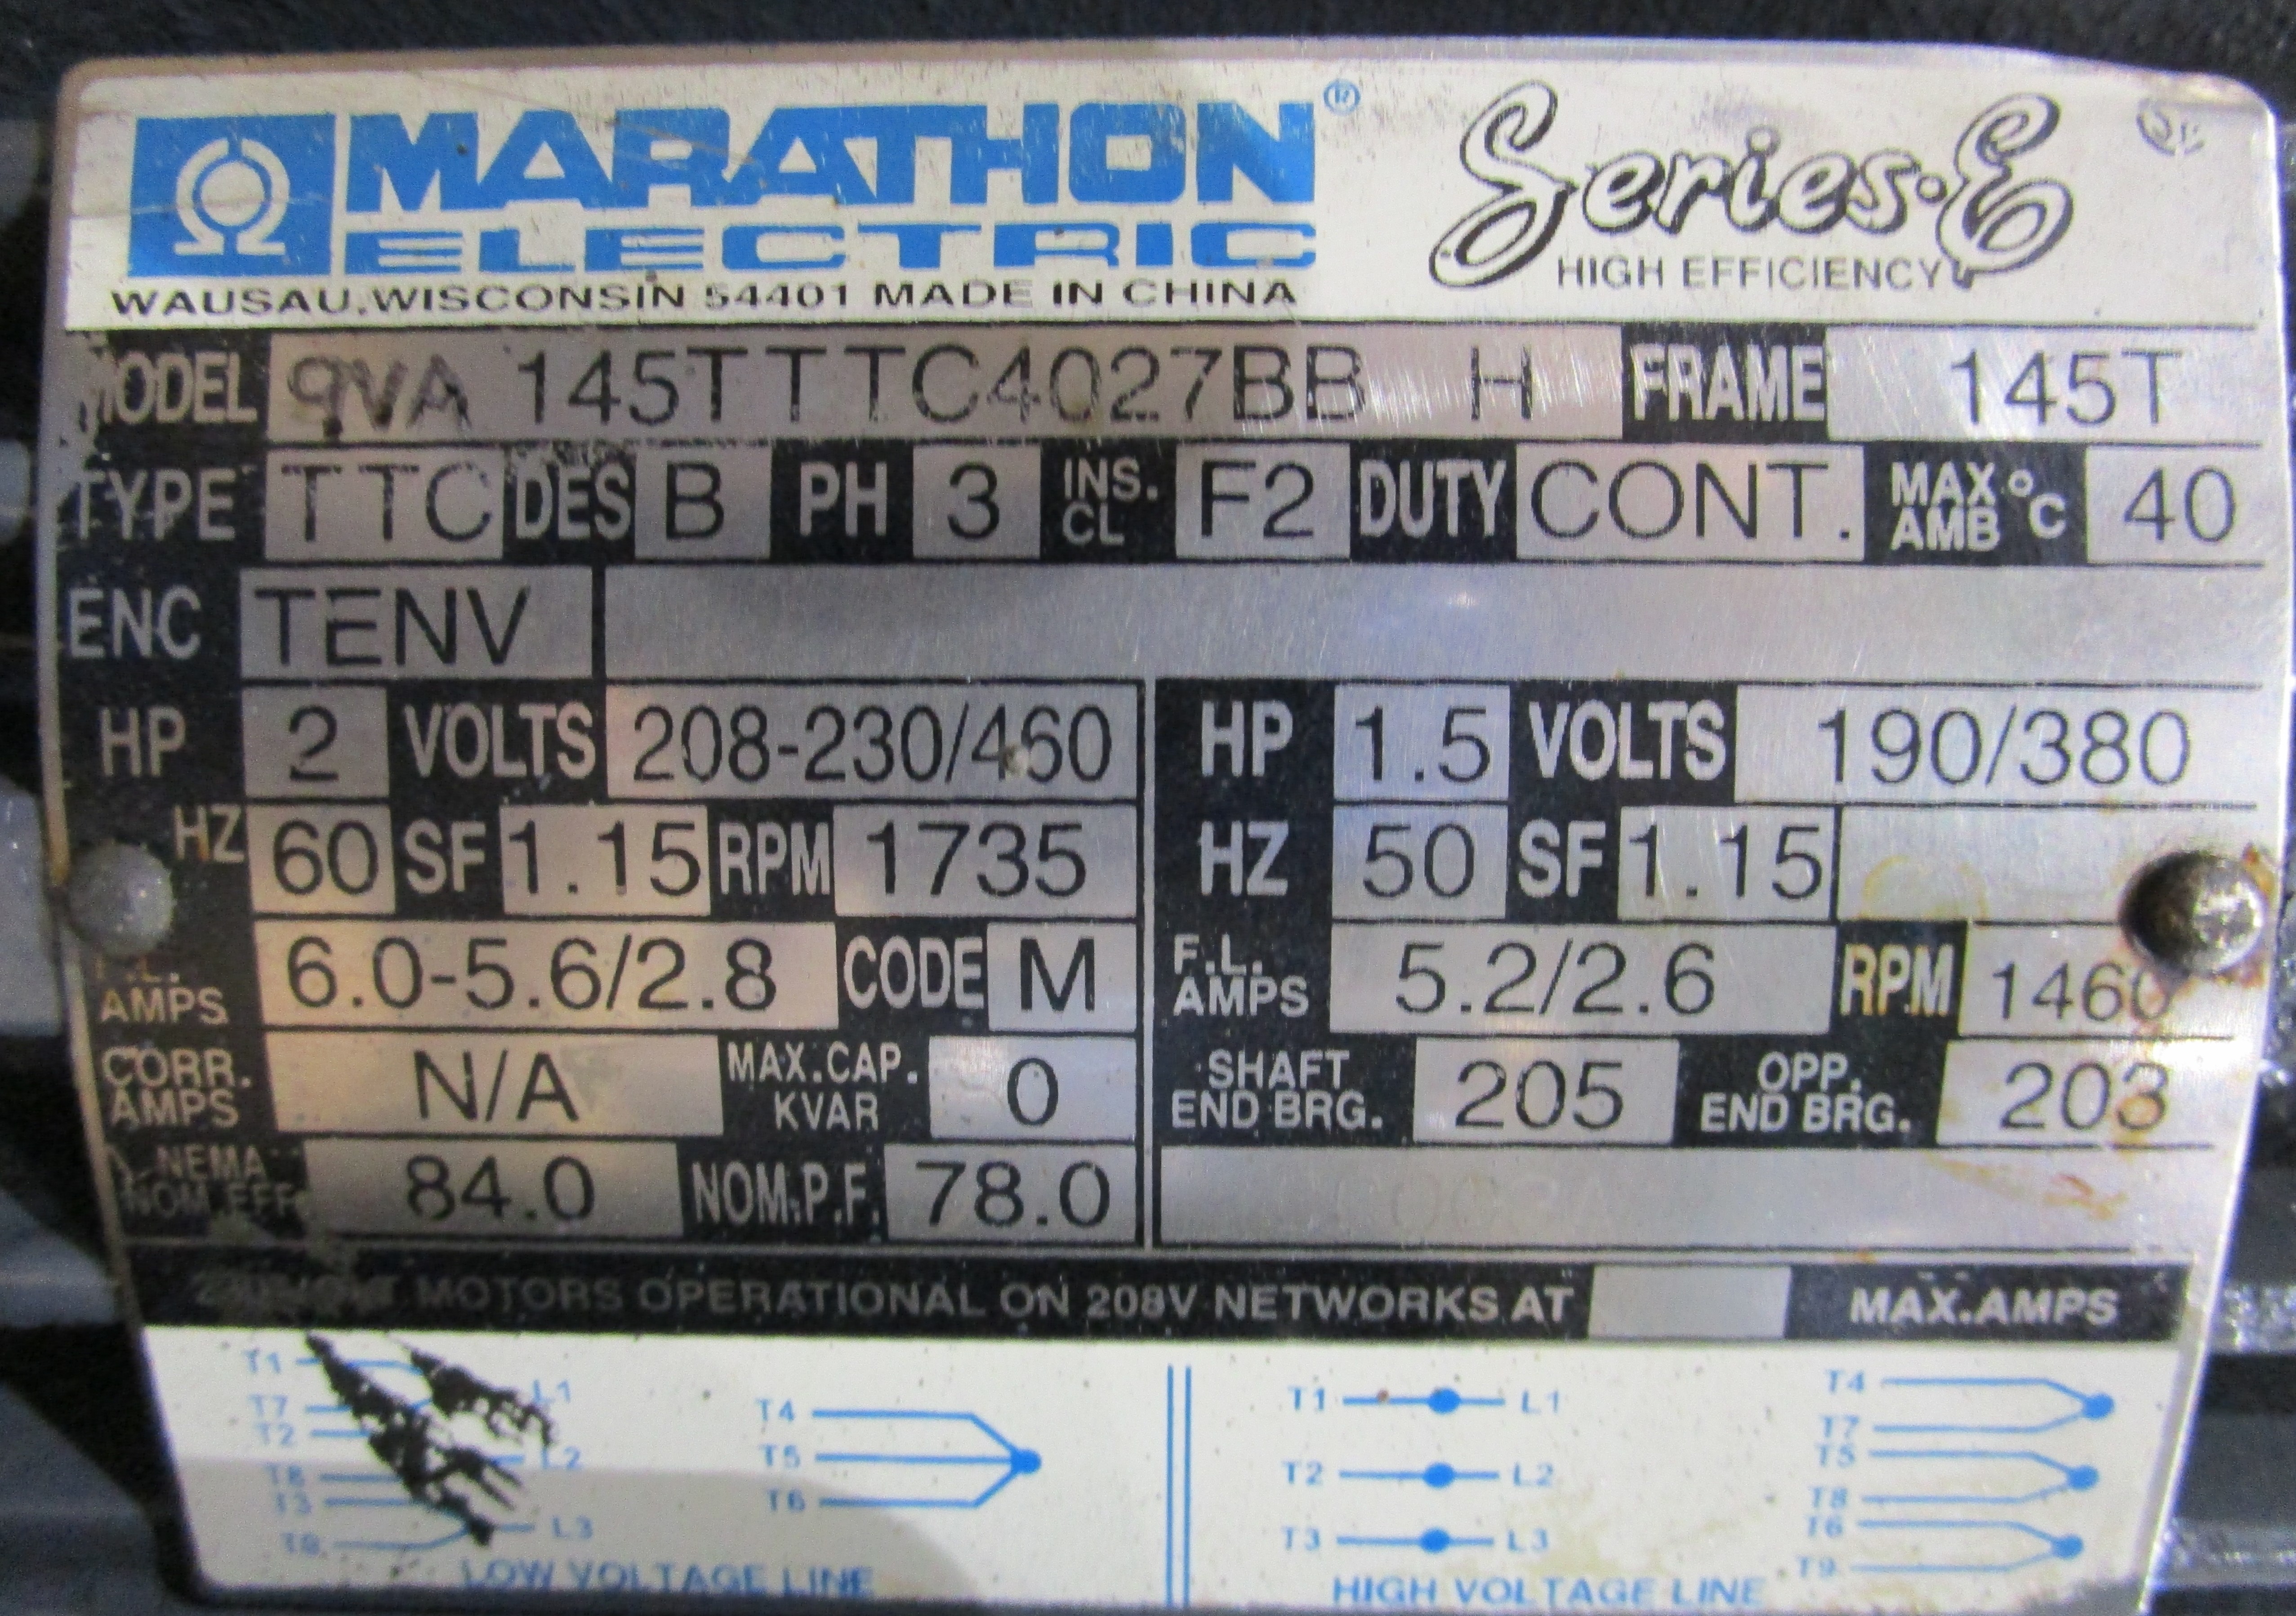 MARATHON®
ELECTRIC
WAUSAU, WISCONSIN 54401 MADE IN CHINA
Series·E
HIGH EFFICIENCY
MODEL 9VA 145TTTTC4027BB H FRAME 145T
TYPE TTC DES B PH 3 INS. CL F2 DUTY CONT. MAX AMB °C 40
ENC TENV
HP 2 VOLTS 208-230/460 HP 1.5 VOLTS 190/380
HZ 60 SF 1.15 RPM 1735 HZ 50 SF 1.15
F.L. AMPS 6.0-5.6/2.8 CODE M F.L. AMPS 5.2/2.6 RPM 1460
CORR. AMPS N/A MAX.CAP. KVAR 0 SHAFT END BRG. 205 OPP. END BRG. 203
NEMA NOM.EFF 84.0 NOM.P.F. 78.0
MOTORS OPERATIONAL ON 208V NETWORKS AT MAX.AMPS
T1
T7 L1
T2
T8 L2
T3
L3
T4
T5
T6
LOW VOLTAGE LINE
T1 L1
T2 L2
T3 L3
T4
T7
T5
T8
T6
T9
HIGH VOLTAGE LINE